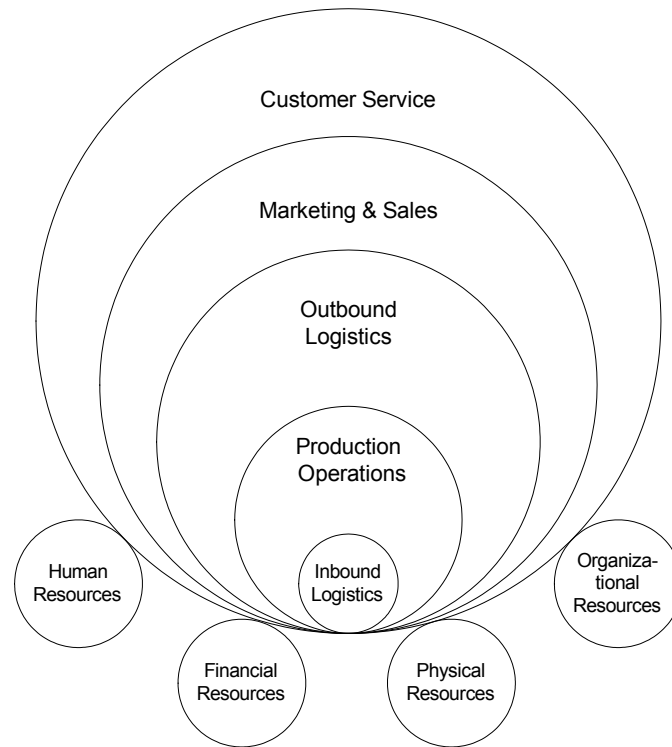 Customer Service
Marketing & Sales
Outbound
Logistics
Production
Operations
Inbound
Logistics
Human
Resources
Organiza-
tional
Resources
Financial
Resources
Physical
Resources